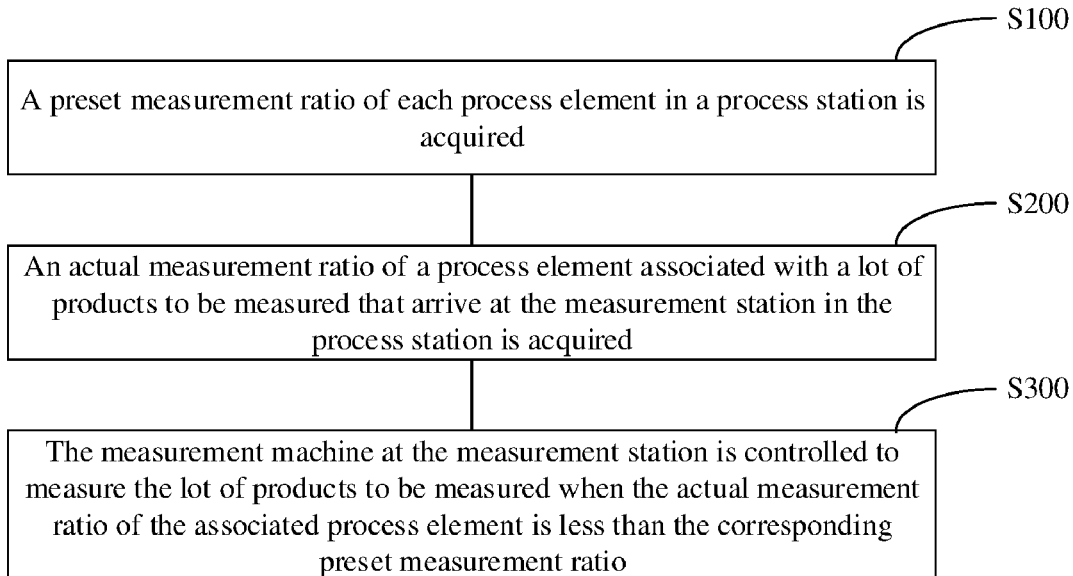 S100
A preset measurement ratio of each process element in a process station is
acquired
S200
An actual measurement ratio of a process element associated with a lot of
products to be measured that arrive at the measurement station in the
process station is acquired
S300
The measurement machine at the measurement station is controlled to
measure the lot of products to be measured when the actual measurement
ratio of the associated process element is less than the corresponding
preset measurement ratio